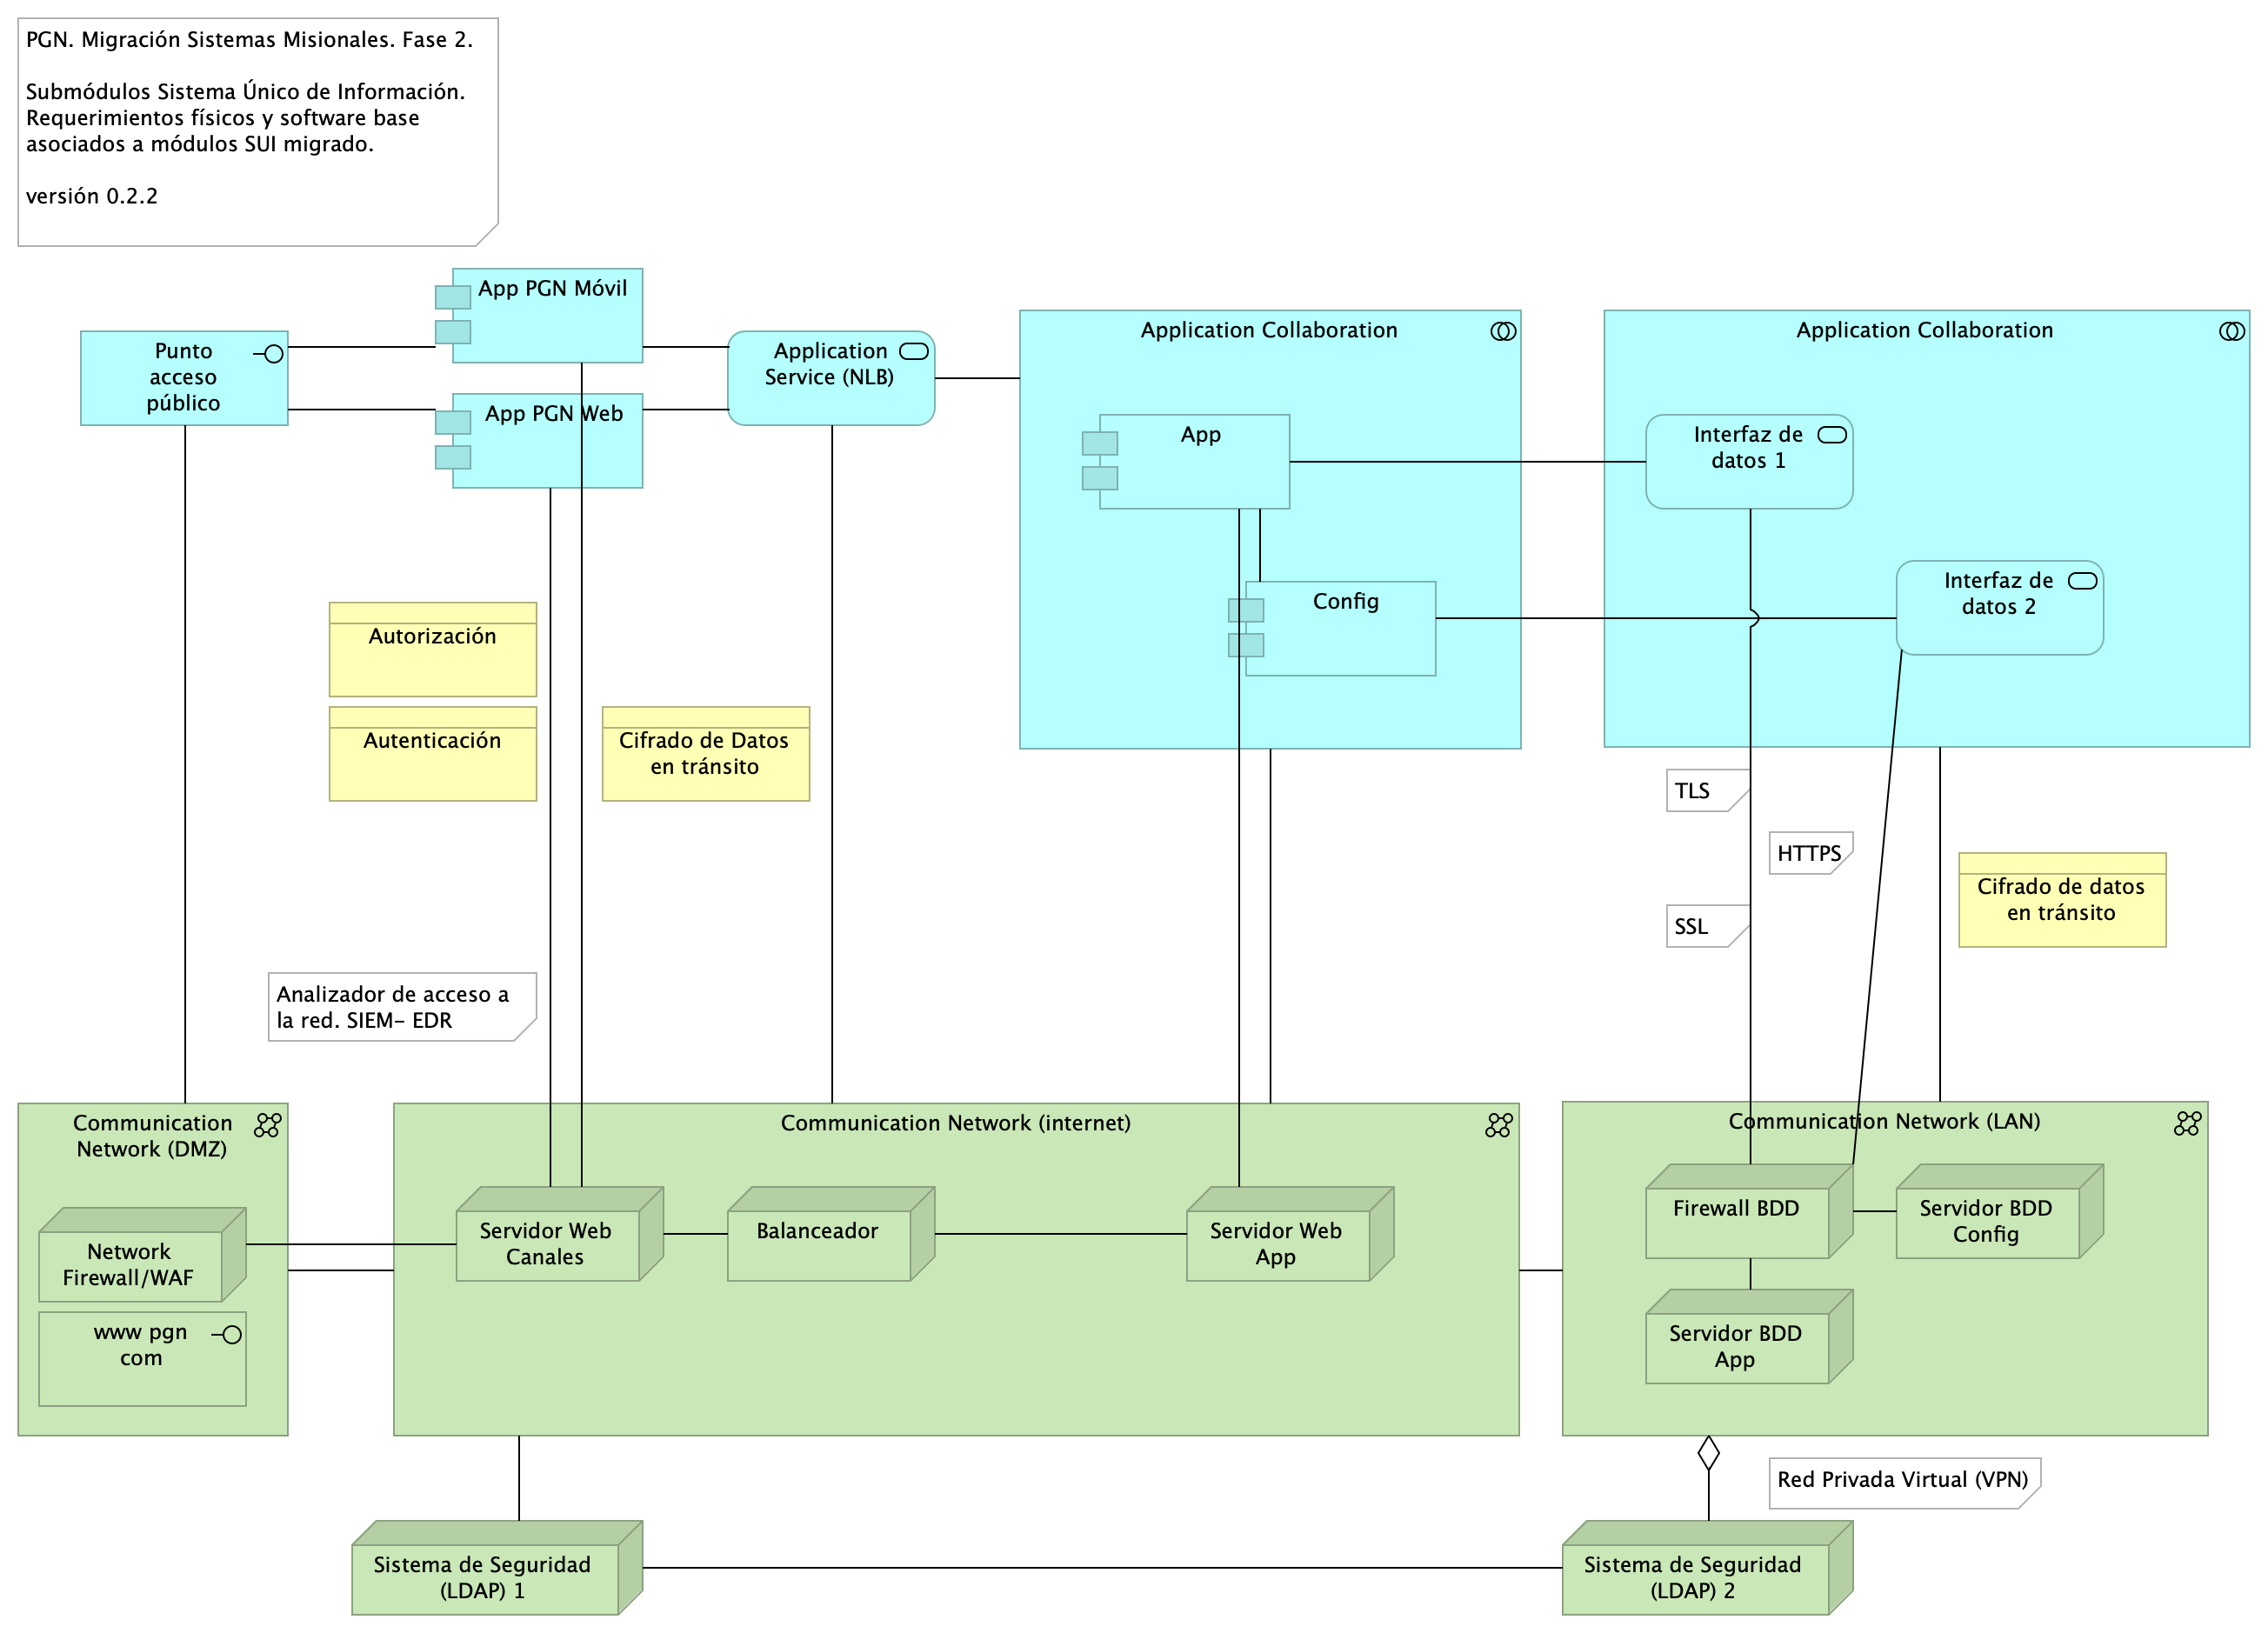 PGN. Migración Sistemas Misionales. Fase 2.
Submódulos Sistema Único de Información.
Requerimientos físicos y software base
asociados a módulos SUI migrado.
versión 0.2.2
App PGN Móvil
Punto
acceso
público
App PGN Web
Application
Service (NLB)
Application Collaboration
App
Config
Application Collaboration
Interfaz de
datos 1
Interfaz de
datos 2
Autorización
Autenticación
Cifrado de Datos
en tránsito
TLS
HTTPS
SSL
Cifrado de datos
en tránsito
Analizador de acceso a
la red. SIEM- EDR
Communication
Network (DMZ)
Network
Firewall/WAF
www pgn
com
Communication Network (internet)
Servidor Web
Canales
Balanceador
Servidor Web
App
Communication Network (LAN)
Firewall BDD
Servidor BDD
Config
Servidor BDD
App
Red Privada Virtual (VPN)
Sistema de Seguridad
(LDAP) 1
Sistema de Seguridad
(LDAP) 2